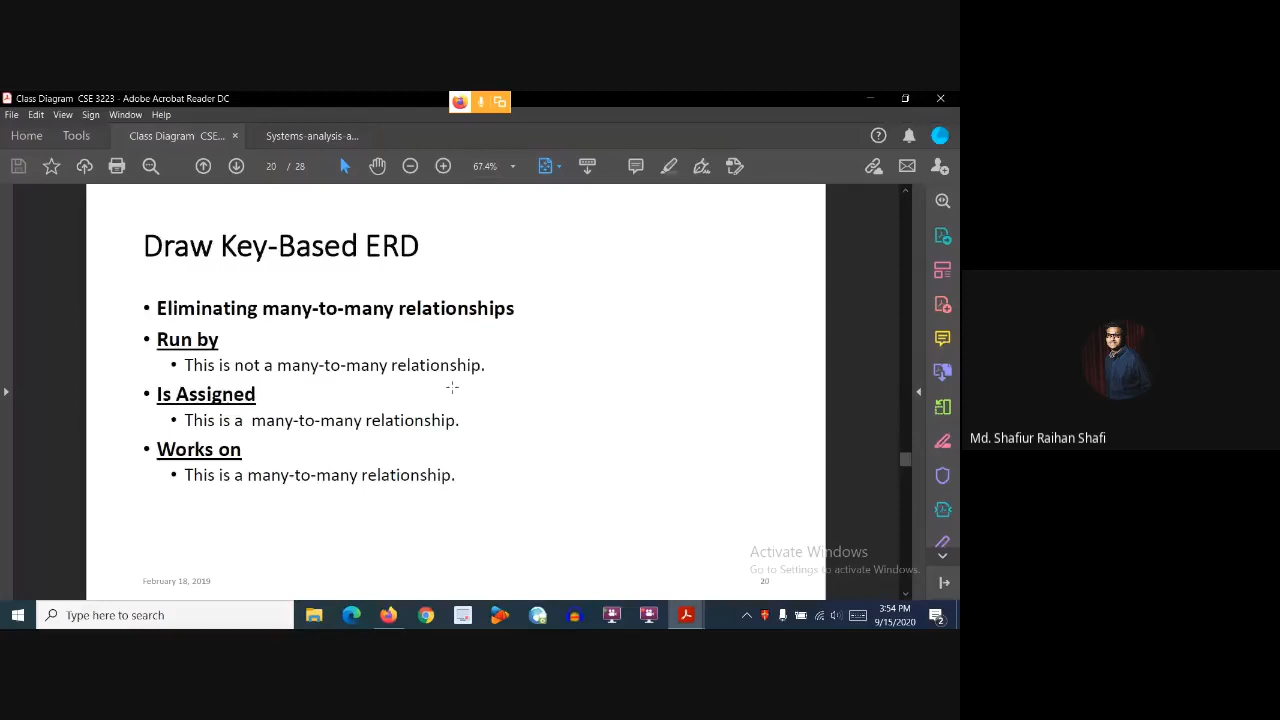 Class Diagram CSE 3223 - Adobe Acrobat Reader DC
File Edit View Sign Window Help
Home Tools Class Diagram CSE... × Systems-analysis-a...
20 / 28 67.4%
Draw Key-Based ERD
• Eliminating many-to-many relationships
• Run by
• This is not a many-to-many relationship.
• Is Assigned
• This is a many-to-many relationship.
• Works on
• This is a many-to-many relationship.
Md. Shafiur Raihan Shafi
Activate Windows
Go to Settings to activate Windows.
February 18, 2019 20
Type here to search
3:54 PM
9/15/2020
2